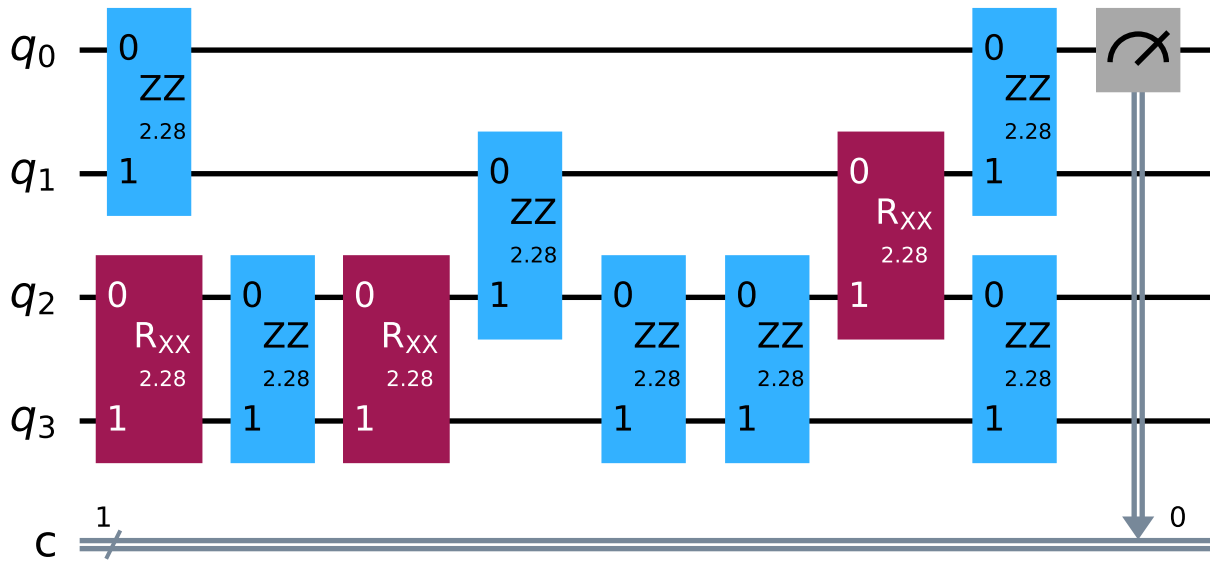 q0 0 0
ZZ ZZ
2.28 2.28
q1 1 0 0 1
ZZ RXX
2.28 2.28
q2 0 0 0 1 0 0 1 0
RXX ZZ RXX ZZ ZZ ZZ
2.28 2.28 2.28 2.28 2.28 2.28
q3 1 1 1 1 1 1
1 0
c